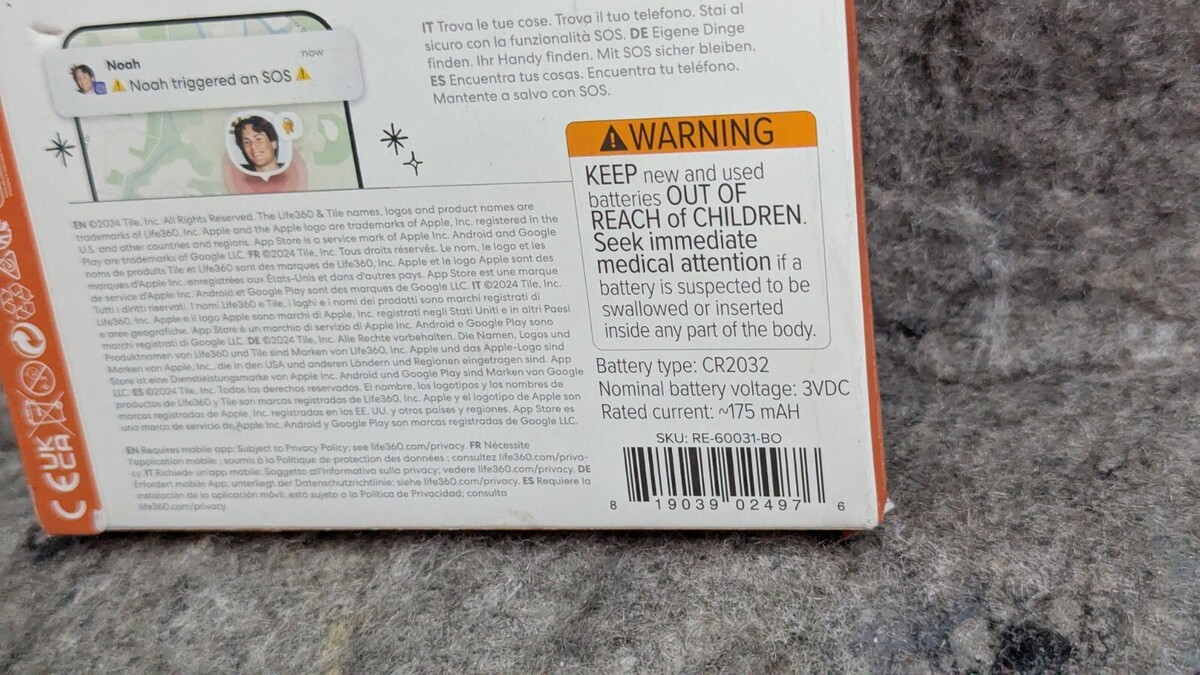 Noah
now
⚠ Noah triggered an SOS ⚠
IT Trova le tue cose. Trova il tuo telefono. Stai al
sicuro con la funzionalità SOS. DE Eigene Dinge
finden. Ihr Handy finden. Mit SOS sicher bleiben.
ES Encuentra tus cosas. Encuentra tu teléfono.
Mantente a salvo con SOS.
⚠ WARNING
KEEP new and used
batteries OUT OF
REACH of CHILDREN.
Seek immediate
medical attention if a
battery is suspected to be
swallowed or inserted
inside any part of the body.
Battery type: CR2032
Nominal battery voltage: 3VDC
Rated current: ~175 mAH
SKU: RE-60031-BO
8 19039 02497 6
EN ©2024 Tile, Inc. All Rights Reserved. The Life360 & Tile names, logos and product names are
trademarks of Life360, Inc. Apple and the Apple logo are trademarks of Apple, Inc. registered in the
U.S. and other countries and regions. App Store is a service mark of Apple Inc. Android and Google
Play are trademarks of Google LLC. FR ©2024 Tile, Inc. Tous droits réservés. Le nom, le logo et les
noms de produits Tile et Life360 sont des marques de Life360, Inc. Apple et le logo Apple sont des
marques d'Apple Inc. enregistrées aux États-Unis et dans d'autres pays. App Store est une marque
de service d'Apple Inc. Android et Google Play sont des marques de Google LLC. IT ©2024 Tile, Inc.
Tutti i diritti riservati. I nomi Life360 e Tile, i loghi e i nomi dei prodotti sono marchi registrati di
Life360, Inc. Apple e il logo Apple sono marchi di Apple, Inc. registrati negli Stati Uniti e in altri Paesi
e aree geografiche. App Store è un marchio di servizio di Apple Inc. Android e Google Play sono
marchi registrati di Google LLC. DE ©2024 Tile, Inc. Alle Rechte vorbehalten. Die Namen, Logos und
Produktnamen von Life360 und Tile sind Marken von Life360, Inc. Apple und das Apple-Logo sind
Marken von Apple, Inc., die in den USA und anderen Ländern und Regionen eingetragen sind. App
Store ist eine Dienstleistungsmarke von Apple Inc. Android und Google Play sind Marken von Google
LLC. ES ©2024 Tile, Inc. Todos los derechos reservados. El nombre, los logotipos y los nombres de
productos de Life360 y Tile son marcas registradas de Life360, Inc. Apple y el logotipo de Apple son
marcas registradas de Apple, Inc. registradas en los EE. UU. y otros países y regiones. App Store es
una marca de servicio de Apple Inc. Android y Google Play son marcas registradas de Google LLC.
EN Requires mobile app. Subject to Privacy Policy; see life360.com/privacy. FR Nécessite
l'application mobile ; soumis à la Politique de protection des données ; consultez life360.com/priva-
cy. IT Richiede un'app mobile. Soggetto all'Informativa sulla privacy; vedere life360.com/privacy. DE
Erfordert mobile App; unterliegt der Datenschutzrichtlinie: siehe life360.com/privacy. ES Requiere la
instalación de la aplicación móvil; está sujeto a la Política de Privacidad; consulta
life360.com/privacy
UK
CA
CE